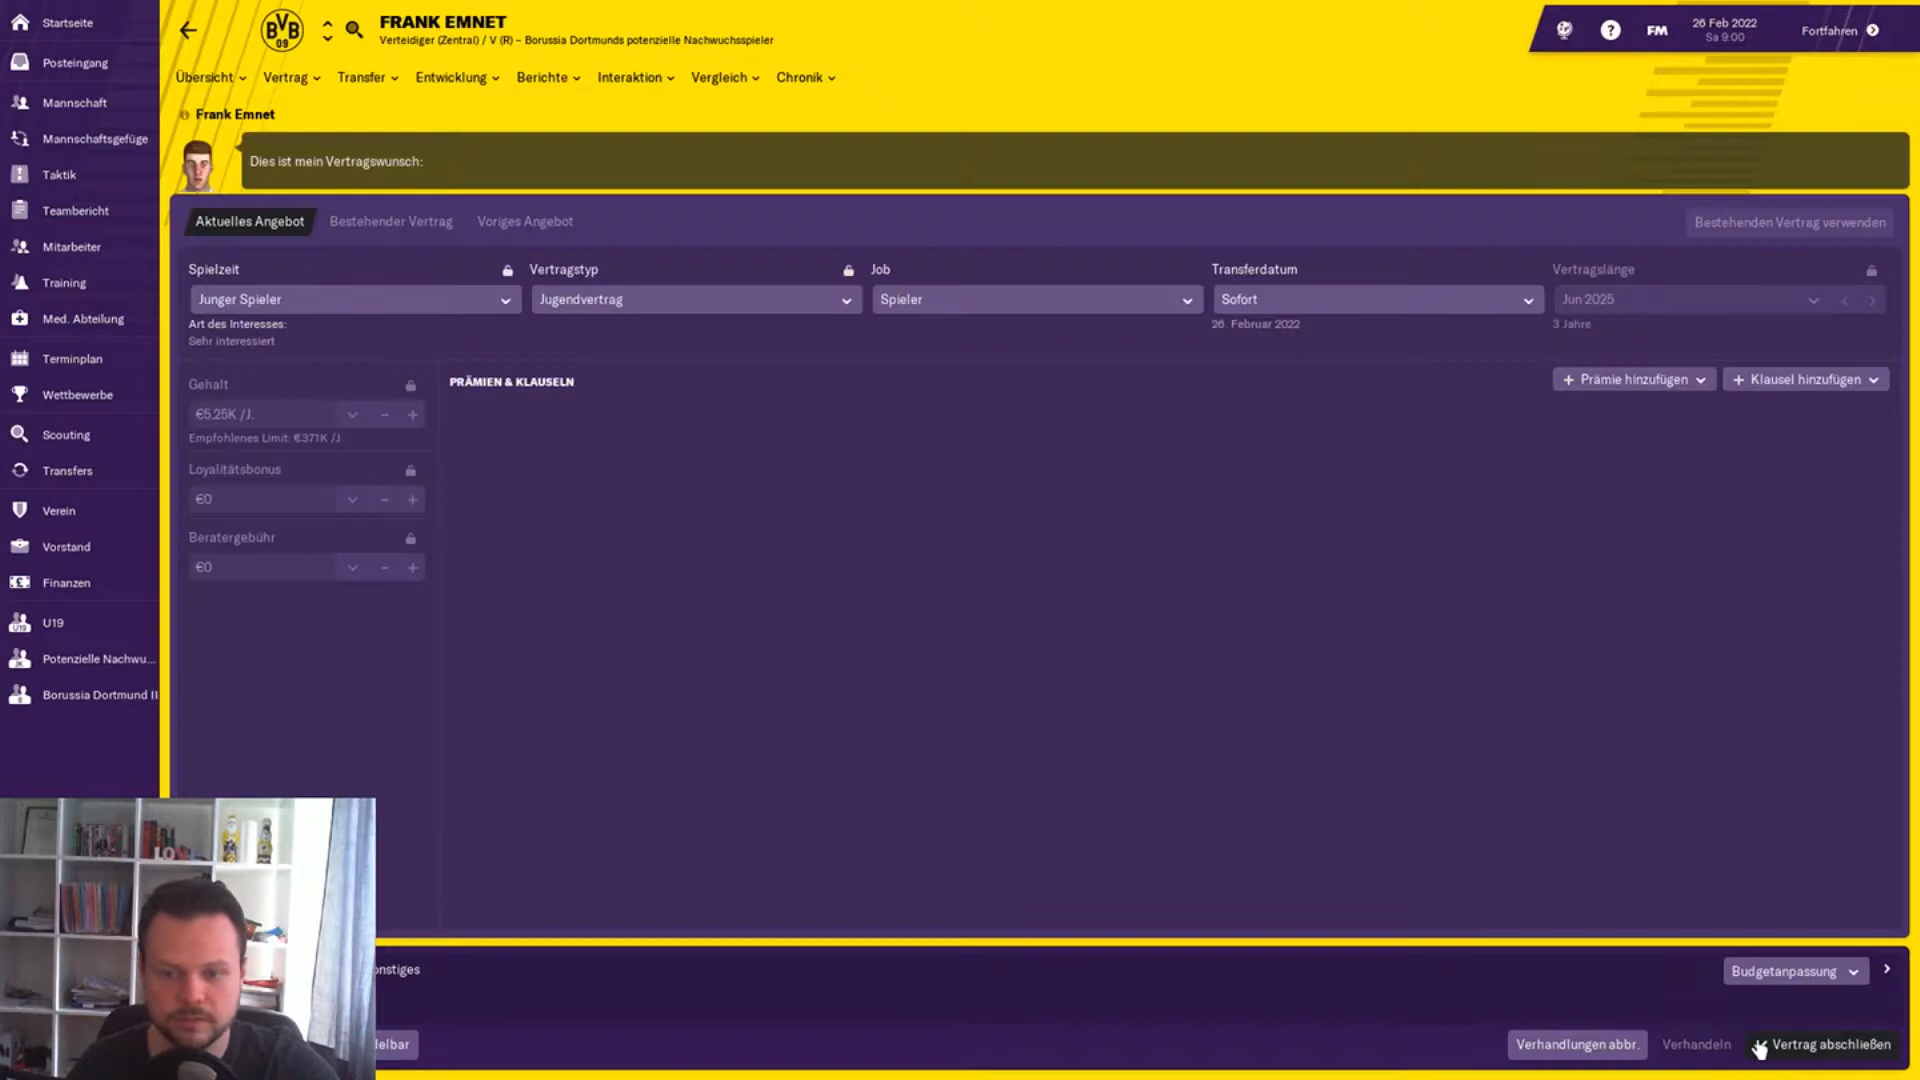 Startseite
Posteingang
Mannschaft
Mannschaftsgefüge
Taktik
Teambericht
Mitarbeiter
Training
Med. Abteilung
Terminplan
Wettbewerbe
Scouting
Transfers
Verein
Vorstand
Finanzen
U19
Potenzielle Nachwu...
Borussia Dortmund II
BVB
09
FRANK EMNET
Verteidiger (Zentral) / V (R) – Borussia Dortmunds potenzielle Nachwuchsspieler
FM
26 Feb 2022
Sa 9:00
Fortfahren
Übersicht Vertrag Transfer Entwicklung Berichte Interaktion Vergleich Chronik
Frank Emnet
Dies ist mein Vertragswunsch:
Aktuelles Angebot Bestehender Vertrag Voriges Angebot Bestehenden Vertrag verwenden
Spielzeit Vertragstyp Job Transferdatum Vertragslänge
Junger Spieler Jugendvertrag Spieler Sofort Jun 2025
Art des Interesses: 26. Februar 2022 3 Jahre
Sehr interessiert
Gehalt
€5.25K /J. − +
Empfohlenes Limit: €371K /J
Loyalitätsbonus
€0 − +
Beratergebühr
€0 − +
PRÄMIEN & KLAUSELN
+ Prämie hinzufügen + Klausel hinzufügen
onstiges
Budgetanpassung
delbar
Verhandlungen abbr. Verhandeln Vertrag abschließen